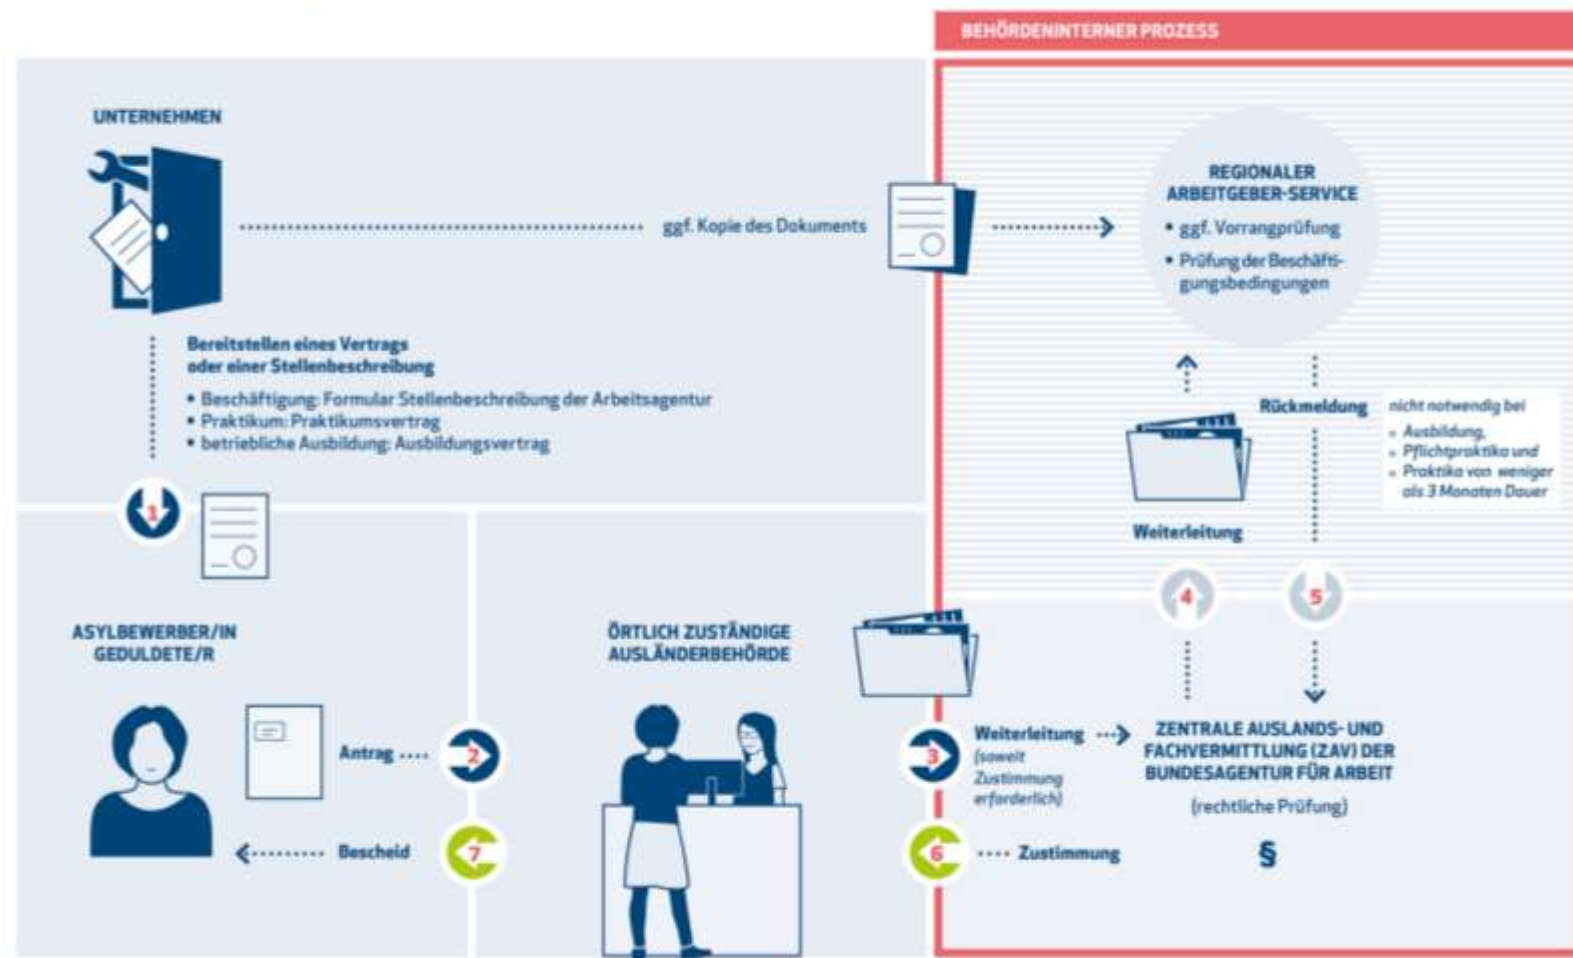 BEHÖRDENINTERNER PROZESS
UNTERNEHMEN
ggf. Kopie des Dokuments
REGIONALER
ARBEITGEBER-SERVICE
• ggf. Vorrangprüfung
• Prüfung der Beschäfti-
gungsbedingungen
Bereitstellen eines Vertrags
oder einer Stellenbeschreibung
• Beschäftigung: Formular Stellenbeschreibung der Arbeitsagentur
• Praktikum: Praktikumsvertrag
• betriebliche Ausbildung: Ausbildungsvertrag
Rückmeldung
nicht notwendig bei
Ausbildung,
Pflichtpraktika und
Praktika von weniger
als 3 Monaten Dauer
Weiterleitung
1
4
5
ASYLBEWERBER/IN
GEDULDETE/R
ÖRTLICH ZUSTÄNDIGE
AUSLÄNDERBEHÖRDE
Antrag
2
3
Weiterleitung
(soweit
Zustimmung
erforderlich)
ZENTRALE AUSLANDS- UND
FACHVERMITTLUNG (ZAV) DER
BUNDESAGENTUR FÜR ARBEIT
(rechtliche Prüfung)
§
Bescheid
7
6
Zustimmung